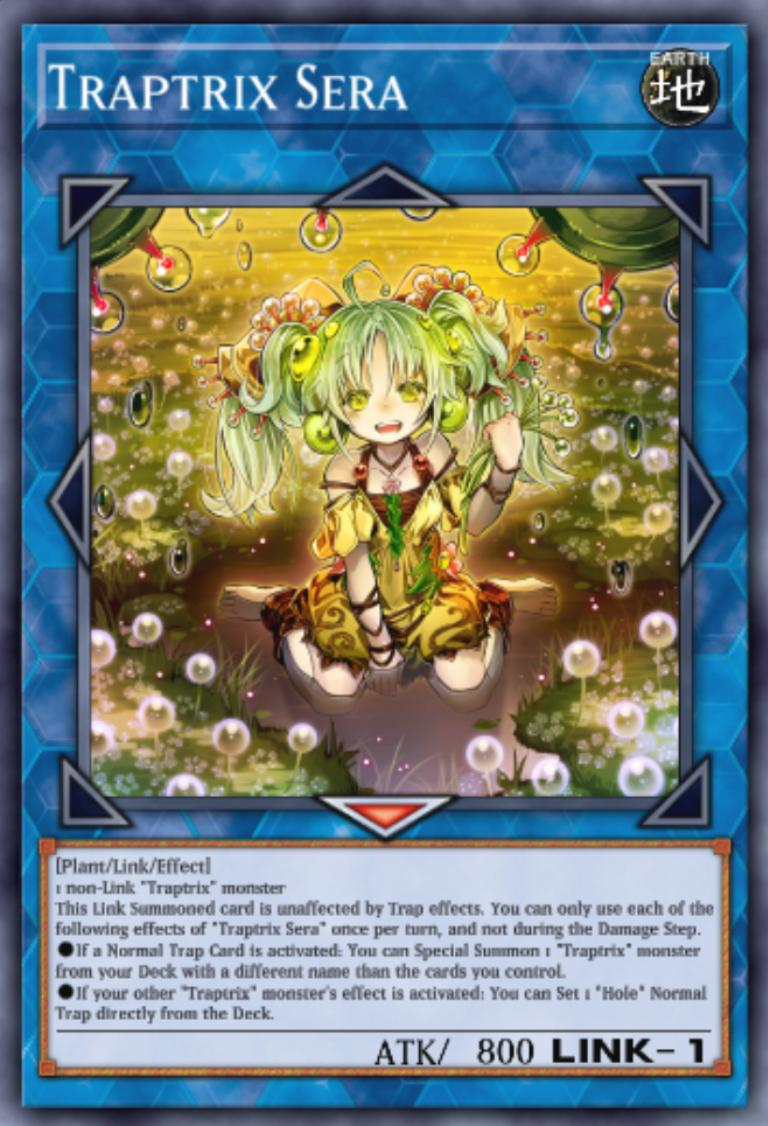 TRAPTRIX SERA
EARTH
地
[Plant/Link/Effect]
1 non-Link "Traptrix" monster
This Link Summoned card is unaffected by Trap effects. You can only use each of the
following effects of "Traptrix Sera" once per turn, and not during the Damage Step.
●If a Normal Trap Card is activated: You can Special Summon 1 "Traptrix" monster
from your Deck with a different name than the cards you control.
●If your other "Traptrix" monster's effect is activated: You can Set 1 "Hole" Normal
Trap directly from the Deck.
ATK/ 800 LINK-1